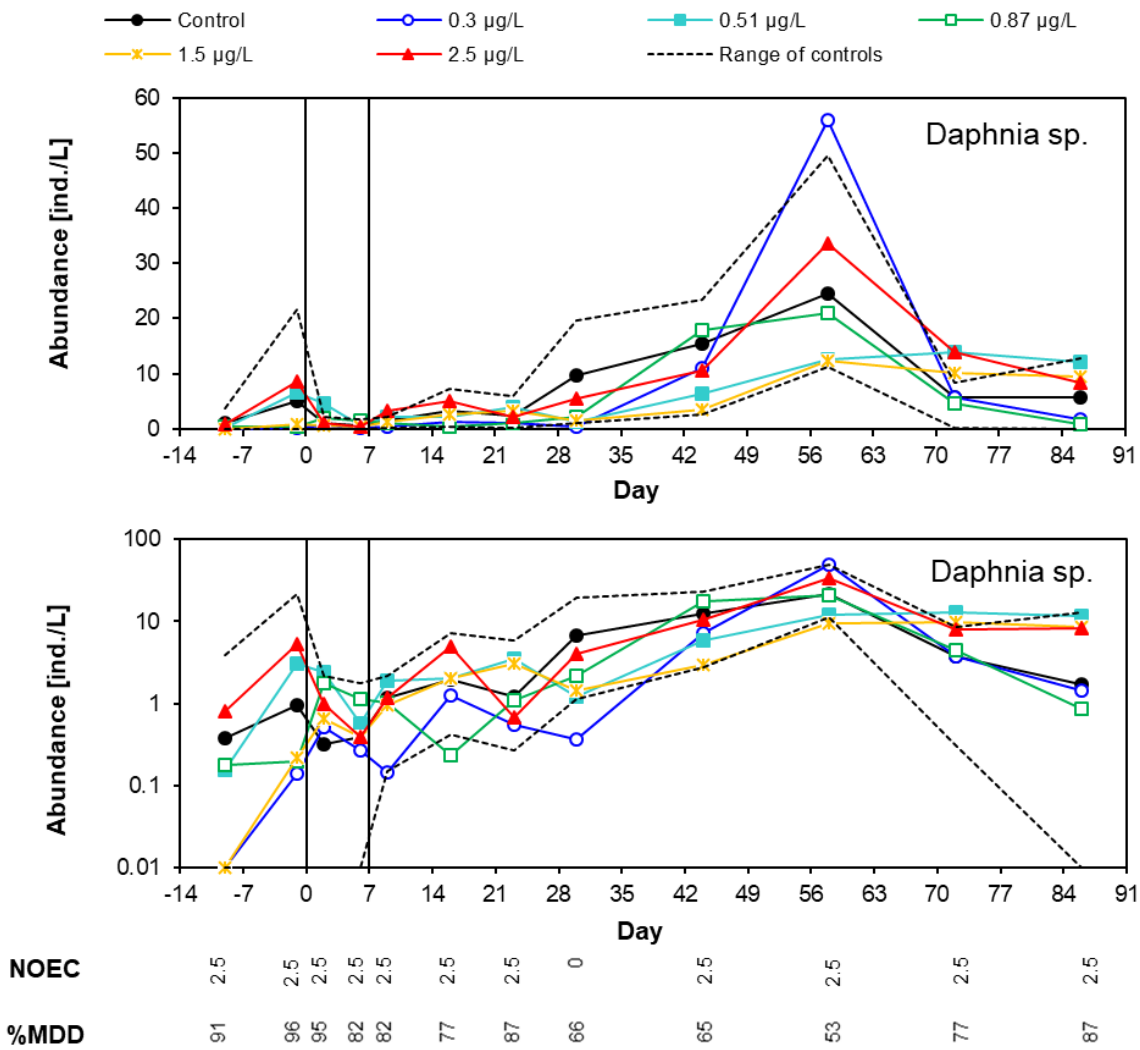 Control 0.3 µg/L 0.51 µg/L 0.87 µg/L
1.5 µg/L 2.5 µg/L Range of controls
Abundance [ind./L]
60
50
40
30
20
10
0
Daphnia sp.
-14 -7 0 7 14 21 28 35 42 49 56 63 70 77 84 91
Day
Abundance [ind./L]
100
10
1
0.1
0.01
Daphnia sp.
-14 -7 0 7 14 21 28 35 42 49 56 63 70 77 84 91
Day
NOEC 2.5 2.5 2.5 2.5 2.5 2.5 2.5 0 2.5 2.5 2.5 2.5
%MDD 91 96 95 82 82 77 87 66 65 53 77 87